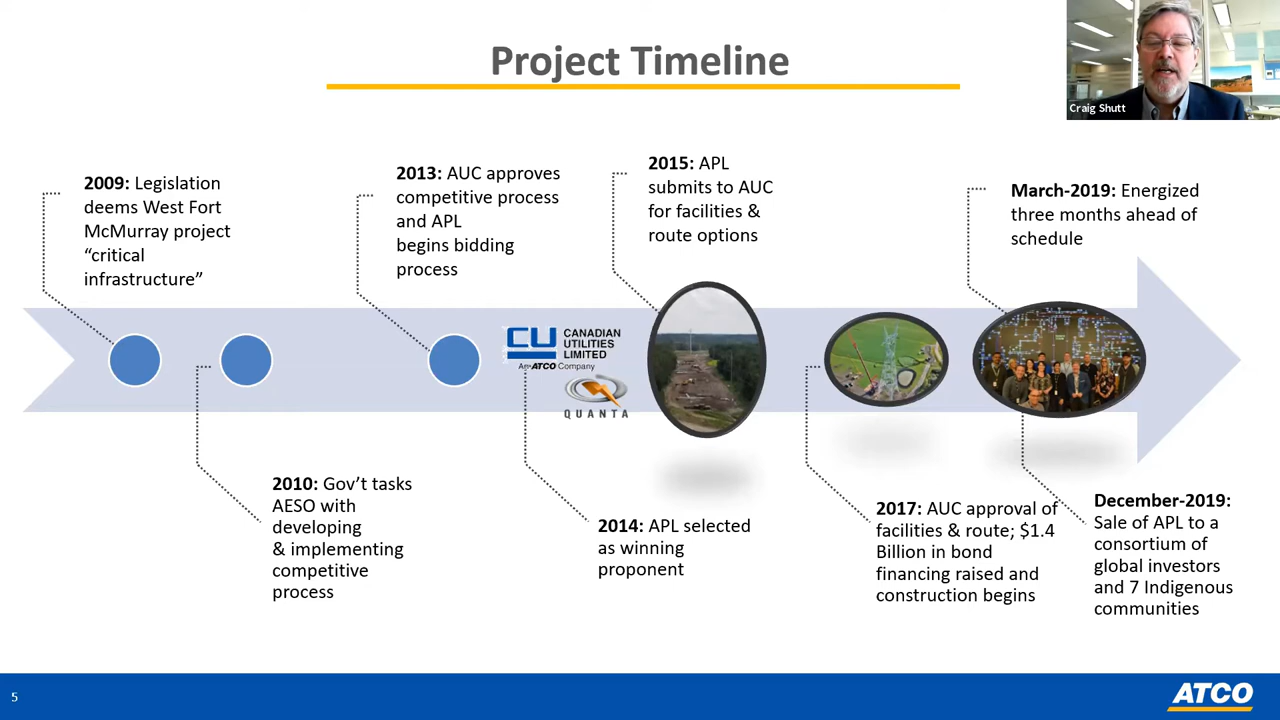 Project Timeline
Craig Shutt
2009: Legislation
deems West Fort
McMurray project
“critical
infrastructure”
2013: AUC approves
competitive process
and APL
begins bidding
process
2015: APL
submits to AUC
for facilities &
route options
March-2019: Energized
three months ahead of
schedule
CU
CANADIAN
UTILITIES
LIMITED
An ATCO Company
QUANTA
2010: Gov’t tasks
AESO with
developing
& implementing
competitive
process
2014: APL selected
as winning
proponent
2017: AUC approval of
facilities & route; $1.4
Billion in bond
financing raised and
construction begins
December-2019:
Sale of APL to a
consortium of
global investors
and 7 Indigenous
communities
5
ATCO